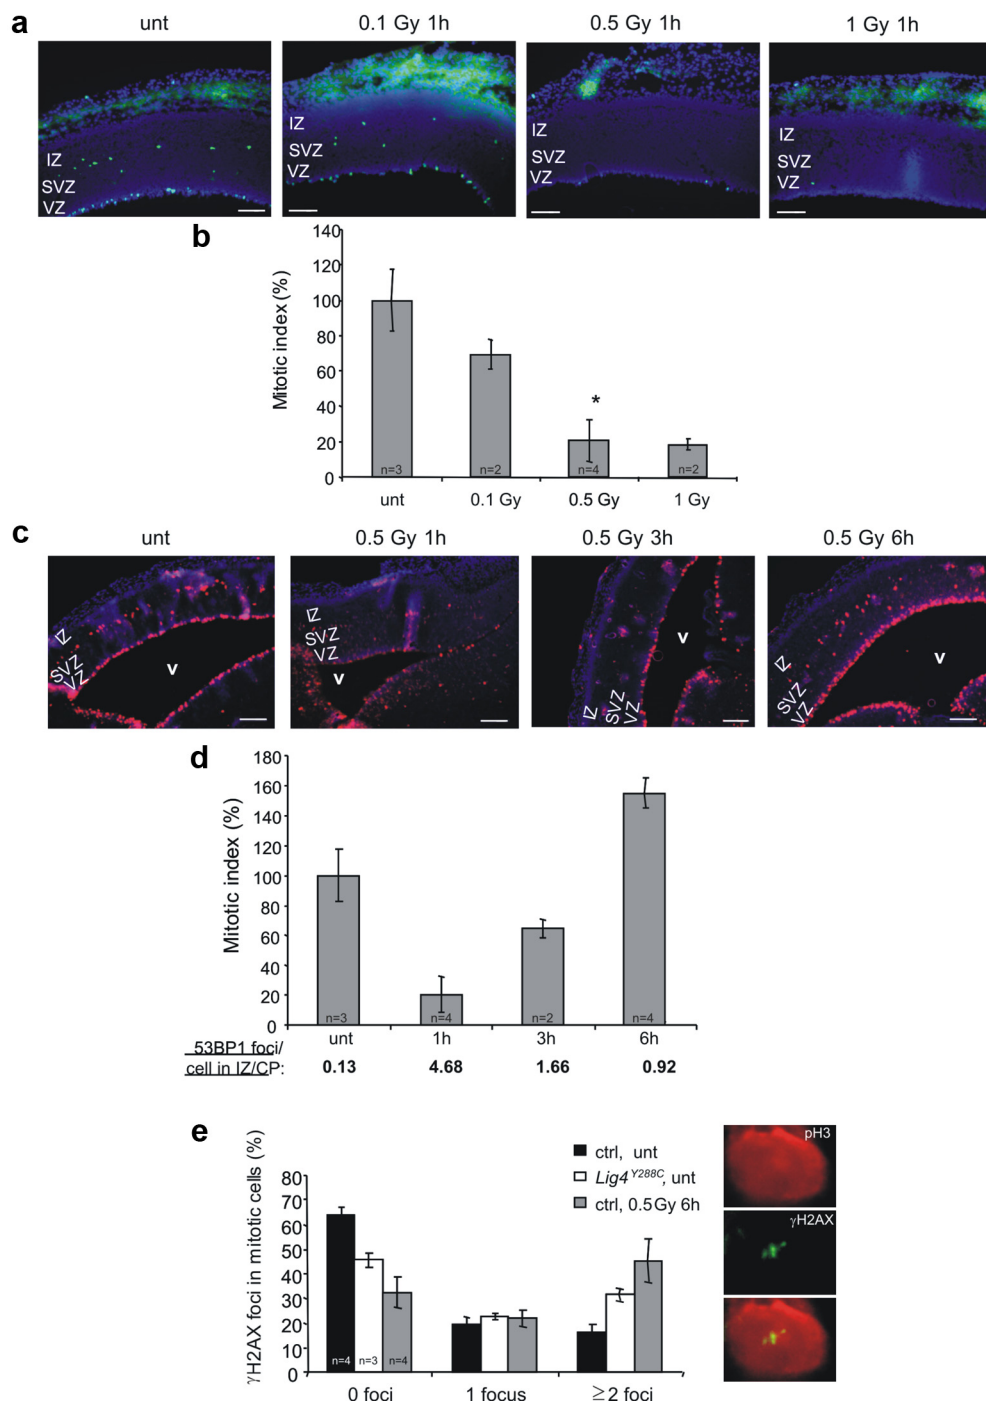 a
unt
0.1 Gy 1h
0.5 Gy 1h
1 Gy 1h
IZ
SVZ
VZ
IZ
SVZ
VZ
IZ
SVZ
VZ
IZ
SVZ
VZ
b
Mitotic index (%)
140
120
100
80
60
40
20
0
*
n=3
n=2
n=4
n=2
unt
0.1 Gy
0.5 Gy
1 Gy
c
unt
0.5 Gy 1h
0.5 Gy 3h
0.5 Gy 6h
IZ
SVZ
VZ
v
IZ
SVZ
VZ
v
IZ
SVZ
VZ
v
IZ
SVZ
VZ
v
d
Mitotic index (%)
180
160
140
120
100
80
60
40
20
0
n=3
n=4
n=2
n=4
unt
1h
3h
6h
53BP1 foci/
cell in IZ/CP:
0.13
4.68
1.66
0.92
e
γH2AX foci in mitotic cells (%)
80
70
60
50
40
30
20
10
0
ctrl, unt
Lig4 Y288C, unt
ctrl, 0.5 Gy 6h
n=4
n=3
n=4
0 foci
1 focus
≥2 foci
pH3
γH2AX